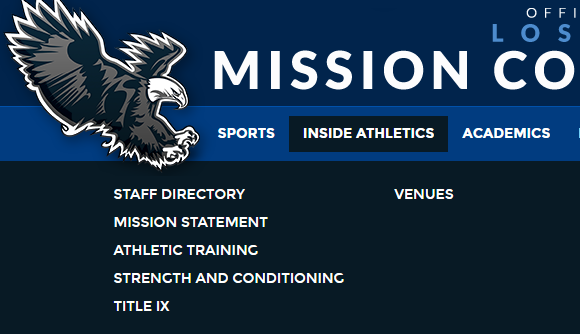 OFFI
LOS
MISSION CO
SPORTS INSIDE ATHLETICS ACADEMICS
STAFF DIRECTORY VENUES
MISSION STATEMENT
ATHLETIC TRAINING
STRENGTH AND CONDITIONING
TITLE IX